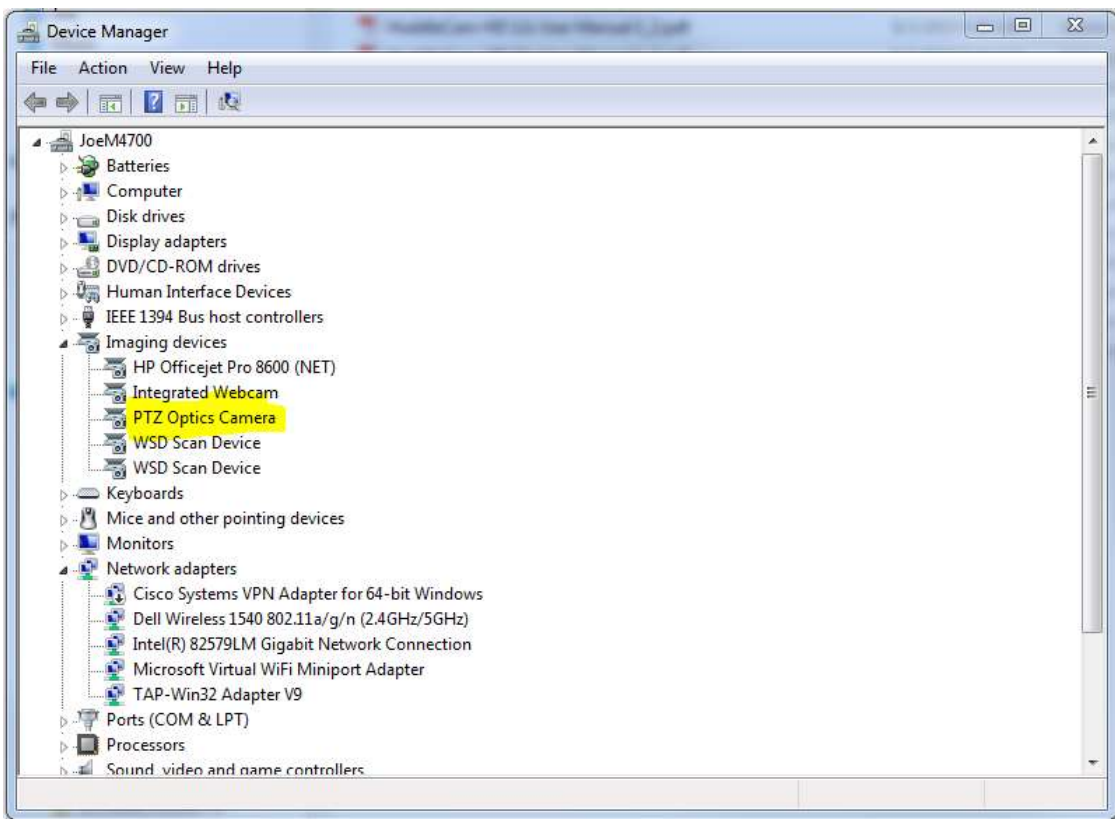 Device Manager
File Action View Help
JoeM4700
Batteries
Computer
Disk drives
Display adapters
DVD/CD-ROM drives
Human Interface Devices
IEEE 1394 Bus host controllers
Imaging devices
HP Officejet Pro 8600 (NET)
Integrated Webcam
PTZ Optics Camera
WSD Scan Device
WSD Scan Device
Keyboards
Mice and other pointing devices
Monitors
Network adapters
Cisco Systems VPN Adapter for 64-bit Windows
Dell Wireless 1540 802.11a/g/n (2.4GHz/5GHz)
Intel(R) 82579LM Gigabit Network Connection
Microsoft Virtual WiFi Miniport Adapter
TAP-Win32 Adapter V9
Ports (COM & LPT)
Processors
Sound, video and game controllers